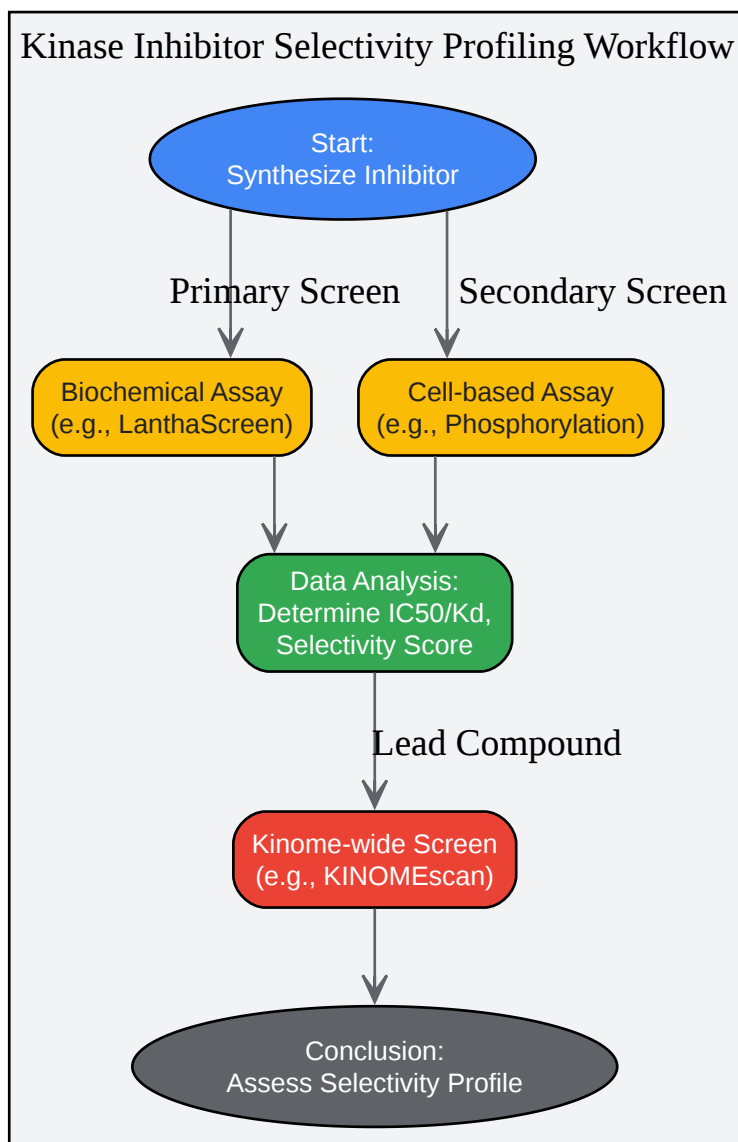 Kinase Inhibitor Selectivity Profiling Workflow
Start:
Synthesize Inhibitor
Primary Screen
Secondary Screen
Biochemical Assay
(e.g., LanthaScreen)
Cell-based Assay
(e.g., Phosphorylation)
Data Analysis:
Determine IC50/Kd,
Selectivity Score
Lead Compound
Kinome-wide Screen
(e.g., KINOMEscan)
Conclusion:
Assess Selectivity Profile